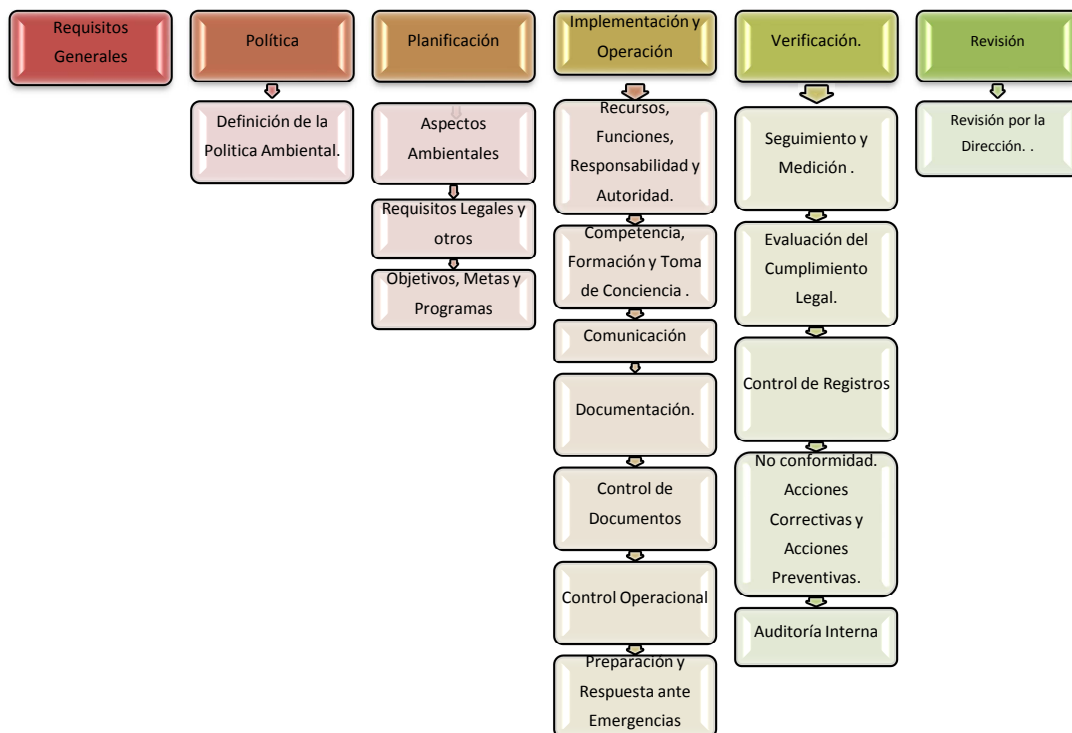 Requisitos
Generales
Política
Definición de la
Politica Ambiental.
Planificación
Aspectos
Ambientales
Requisitos Legales y
otros
Objetivos, Metas y
Programas
Implementación y
Operación
Recursos,
Funciones,
Responsabilidad y
Autoridad.
Competencia,
Formación y Toma
de Conciencia .
Comunicación
Documentación.
Control de
Documentos
Control Operacional
Preparación y
Respuesta ante
Emergencias
Verificación.
Seguimiento y
Medición .
Evaluación del
Cumplimiento
Legal.
Control de Registros
No conformidad.
Acciones
Correctivas y
Acciones
Preventivas.
Auditoría Interna
Revisión
Revisión por la
Dirección. .